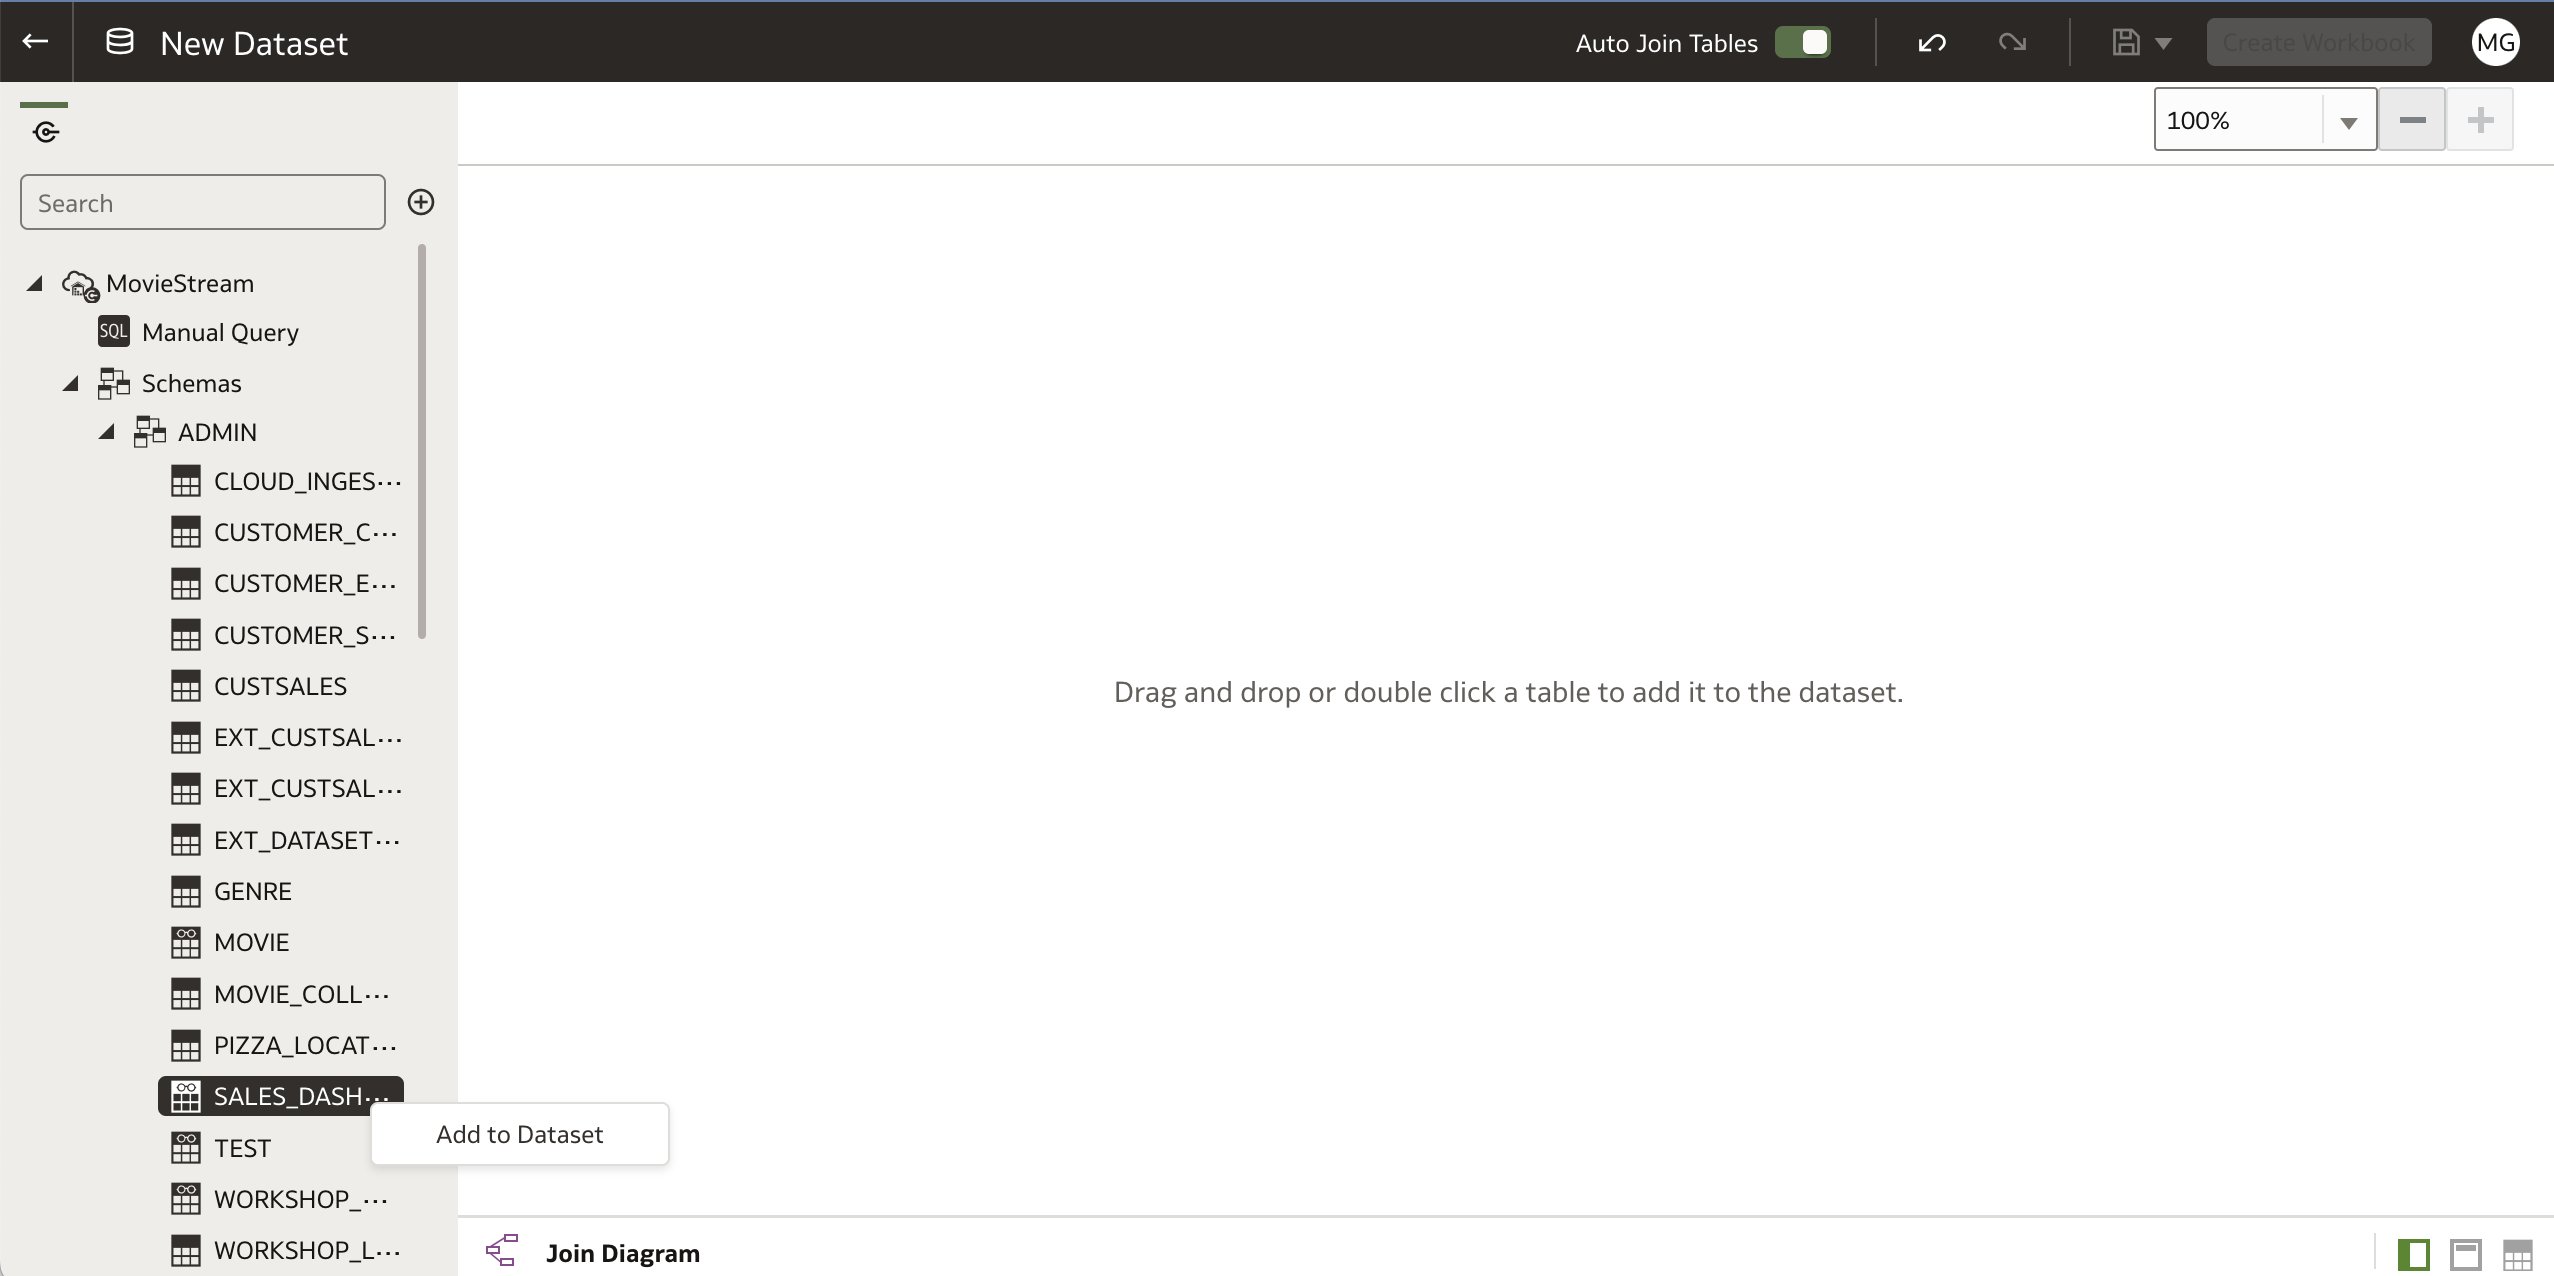 New Dataset
Auto Join Tables
Create Workbook
MG
100%
Search
MovieStream
SQL Manual Query
Schemas
ADMIN
CLOUD_INGES...
CUSTOMER_C...
CUSTOMER_E...
CUSTOMER_S...
CUSTSALES
EXT_CUSTSAL...
EXT_CUSTSAL...
EXT_DATASET...
GENRE
MOVIE
MOVIE_COLL...
PIZZA_LOCAT...
SALES_DASH...
TEST
WORKSHOP_...
WORKSHOP_L...
Add to Dataset
Drag and drop or double click a table to add it to the dataset.
Join Diagram